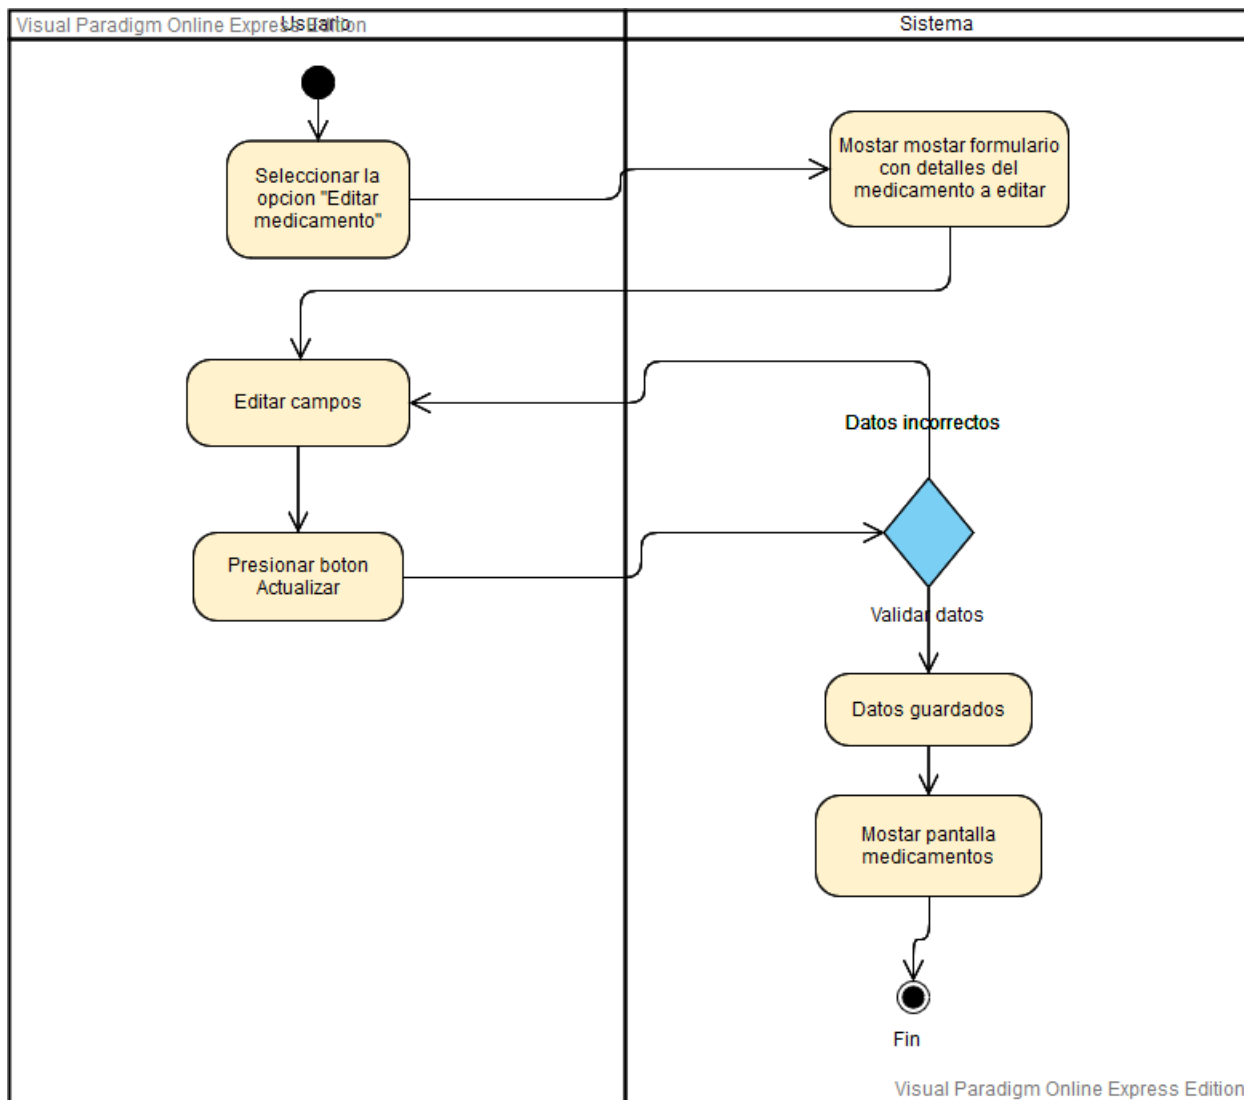 Visual Paradigm Online Express Edition
Usuario
Sistema
Seleccionar la
opcion "Editar
medicamento"
Mostar mostar formulario
con detalles del
medicamento a editar
Editar campos
Datos incorrectos
Presionar boton
Actualizar
Validar datos
Datos guardados
Mostar pantalla
medicamentos
Fin
Visual Paradigm Online Express Edition